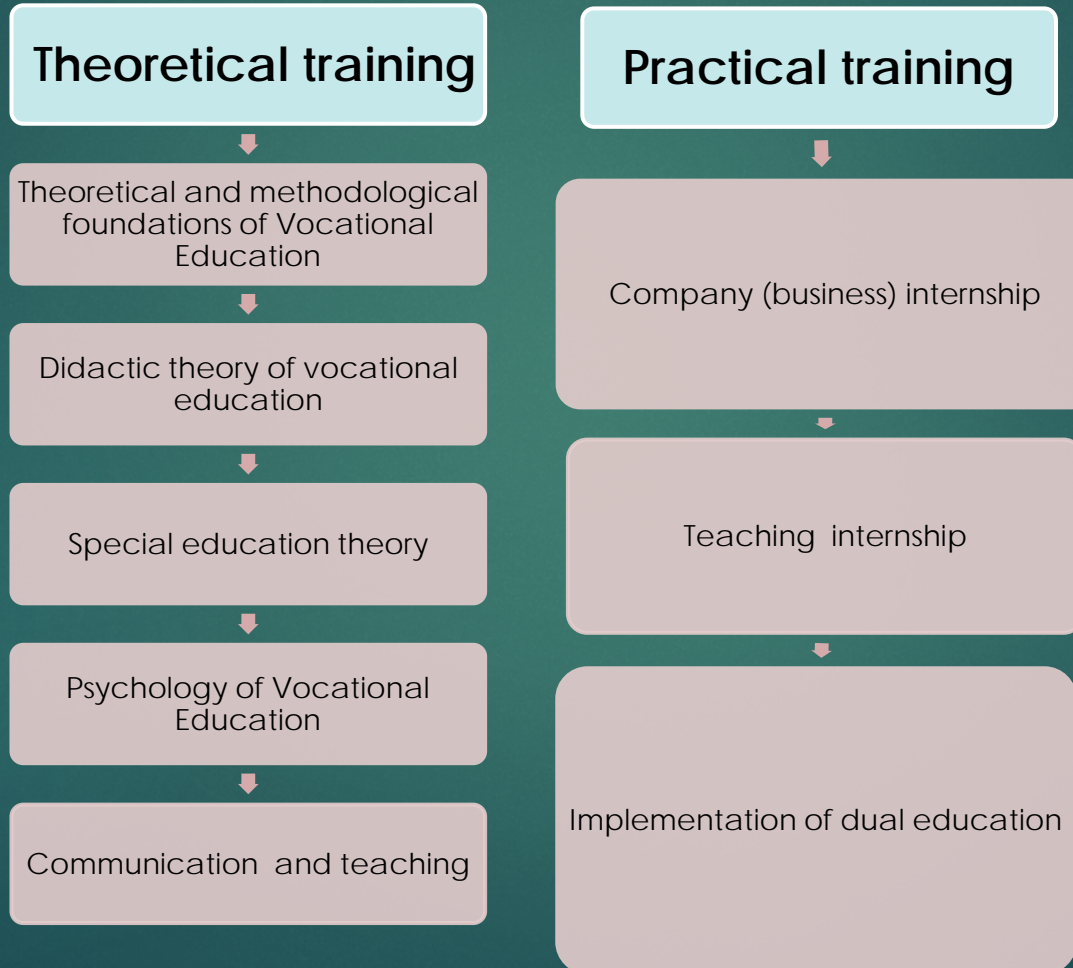 Theoretical training
Theoretical and methodological
foundations of Vocational
Education
Didactic theory of vocational
education
Special education theory
Psychology of Vocational
Education
Communication and teaching
Practical training
Company (business) internship
Teaching internship
Implementation of dual education